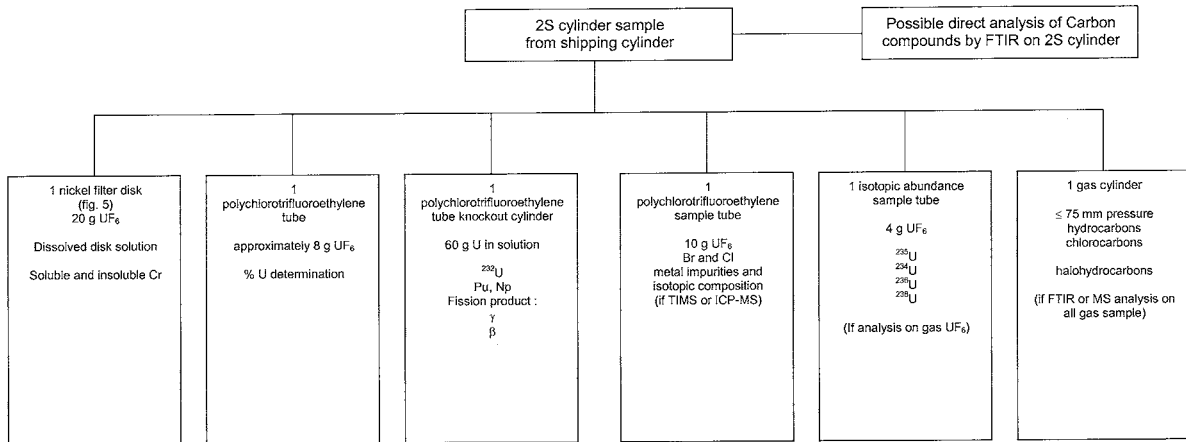 2S cylinder sample
from shipping cylinder
Possible direct analysis of Carbon
compounds by FTIR on 2S cylinder
1 nickel filter disk
(fig. 5)
20 g UF₆
Dissolved disk solution
Soluble and insoluble Cr
1
polychlorotrifluoroethylene
tube
approximately 8 g UF₆
% U determination
1
polychlorotrifluoroethylene
tube knockout cylinder
60 g U in solution
²³²U
Pu, Np
Fission product :
γ
β
1
polychlorotrifluoroethylene
sample tube
10 g UF₆
Br and Cl
metal impurities and
isotopic composition
(if TIMS or ICP-MS)
1 isotopic abundance
sample tube
4 g UF₆
²³⁵U
²³⁴U
²³⁶U
²³⁸U
(If analysis on gas UF₆)
1 gas cylinder
≤ 75 mm pressure
hydrocarbons
chlorocarbons
halohydrocarbons
(if FTIR or MS analysis on
all gas sample)